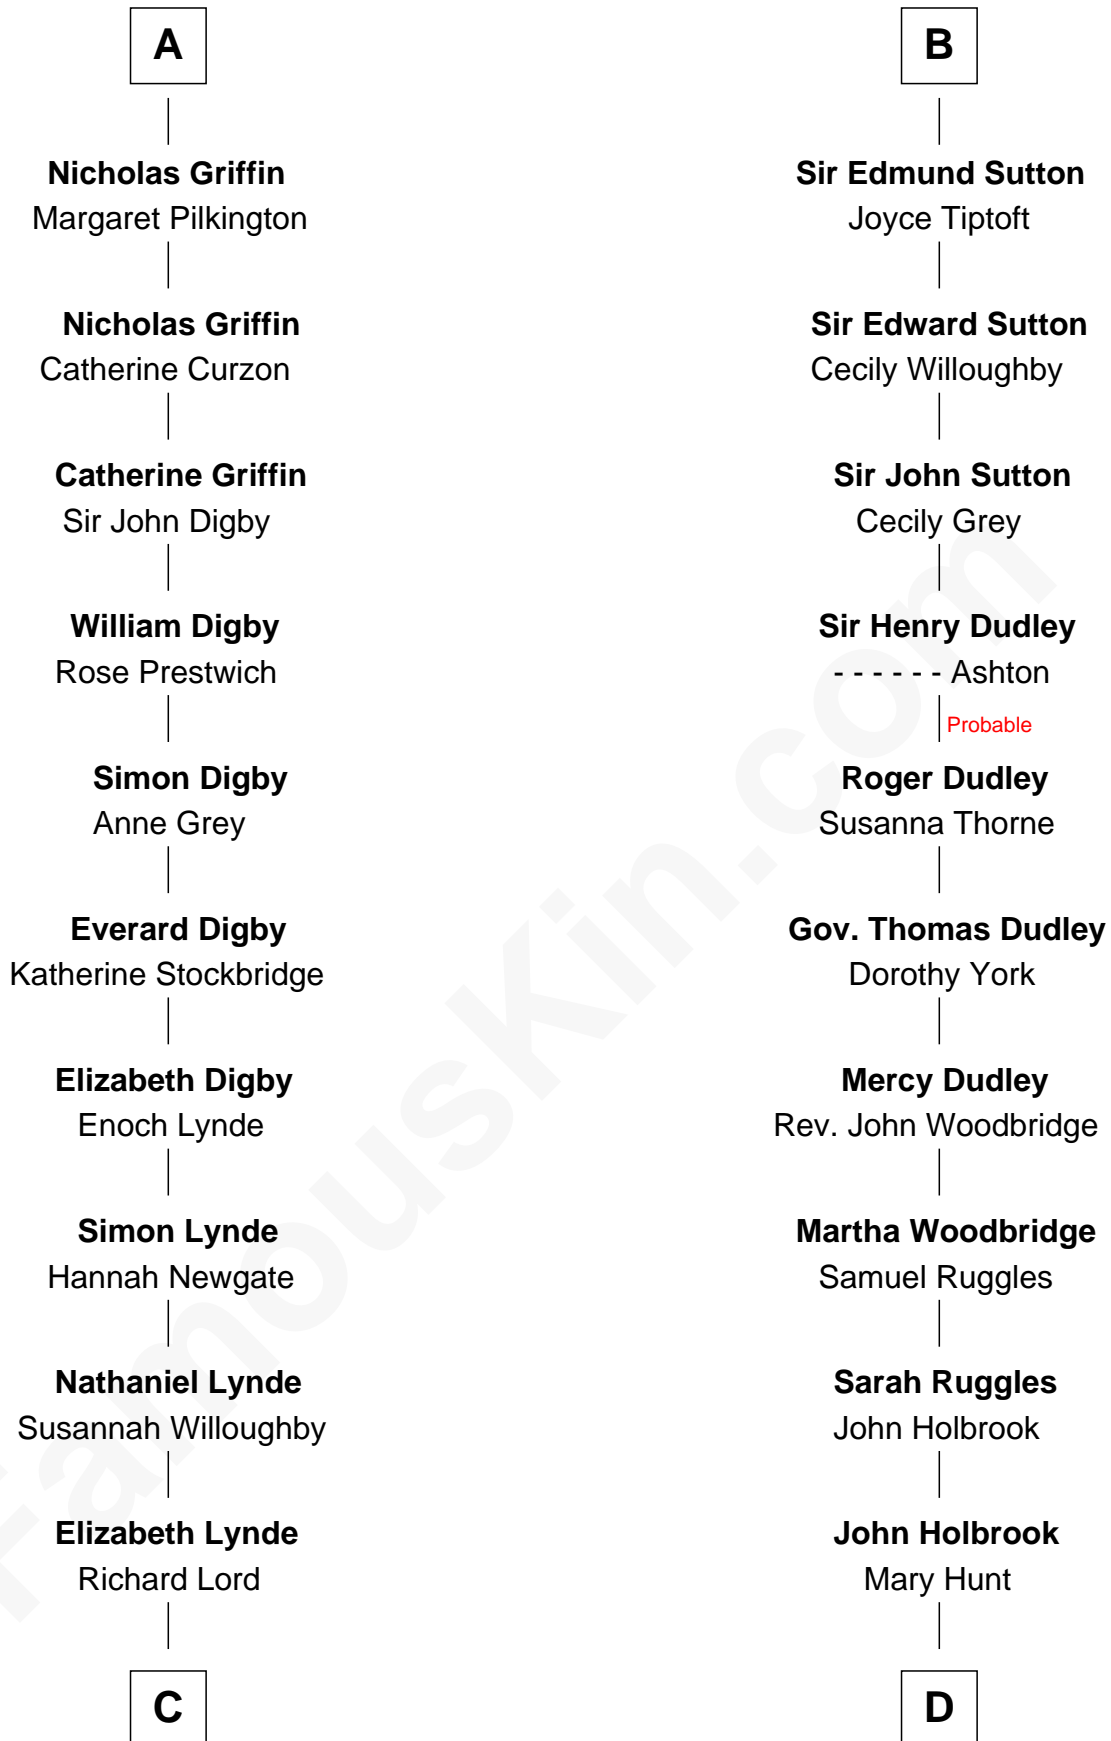 A
Nicholas Griffin
Margaret Pilkington
Nicholas Griffin
Catherine Curzon
Catherine Griffin
Sir John Digby
William Digby
Rose Prestwich
Simon Digby
Anne Grey
Everard Digby
Katherine Stockbridge
Elizabeth Digby
Enoch Lynde
Simon Lynde
Hannah Newgate
Nathaniel Lynde
Susannah Willoughby
Elizabeth Lynde
Richard Lord
C
B
Sir Edmund Sutton
Joyce Tiptoft
Sir Edward Sutton
Cecily Willoughby
Sir John Sutton
Cecily Grey
Sir Henry Dudley
- - - - - - Ashton
Probable
Roger Dudley
Susanna Thorne
Gov. Thomas Dudley
Dorothy York
Mercy Dudley
Rev. John Woodbridge
Martha Woodbridge
Samuel Ruggles
Sarah Ruggles
John Holbrook
John Holbrook
Mary Hunt
D
FamousKin.com